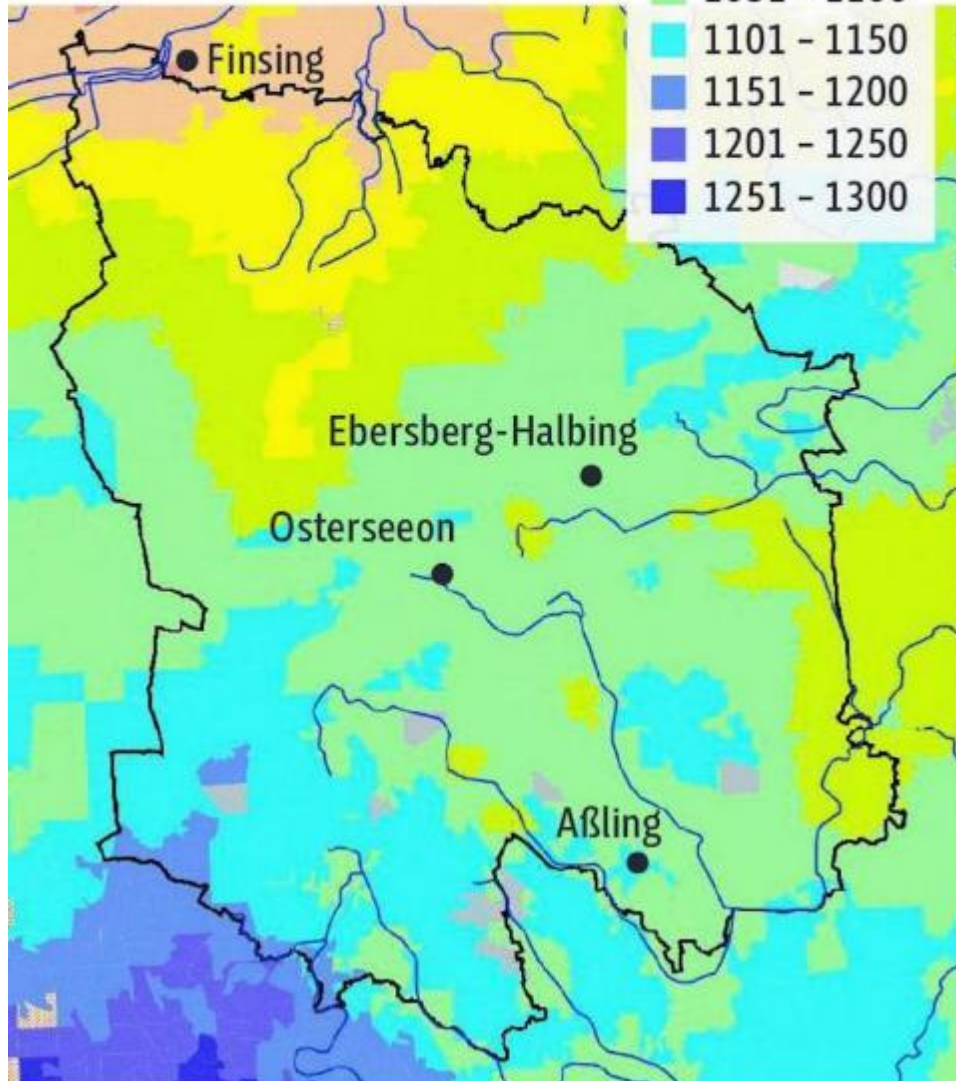 1101 – 1150
1151 – 1200
1201 – 1250
1251 – 1300
Finsing
Ebersberg-Halbing
Osterseeon
Aßling